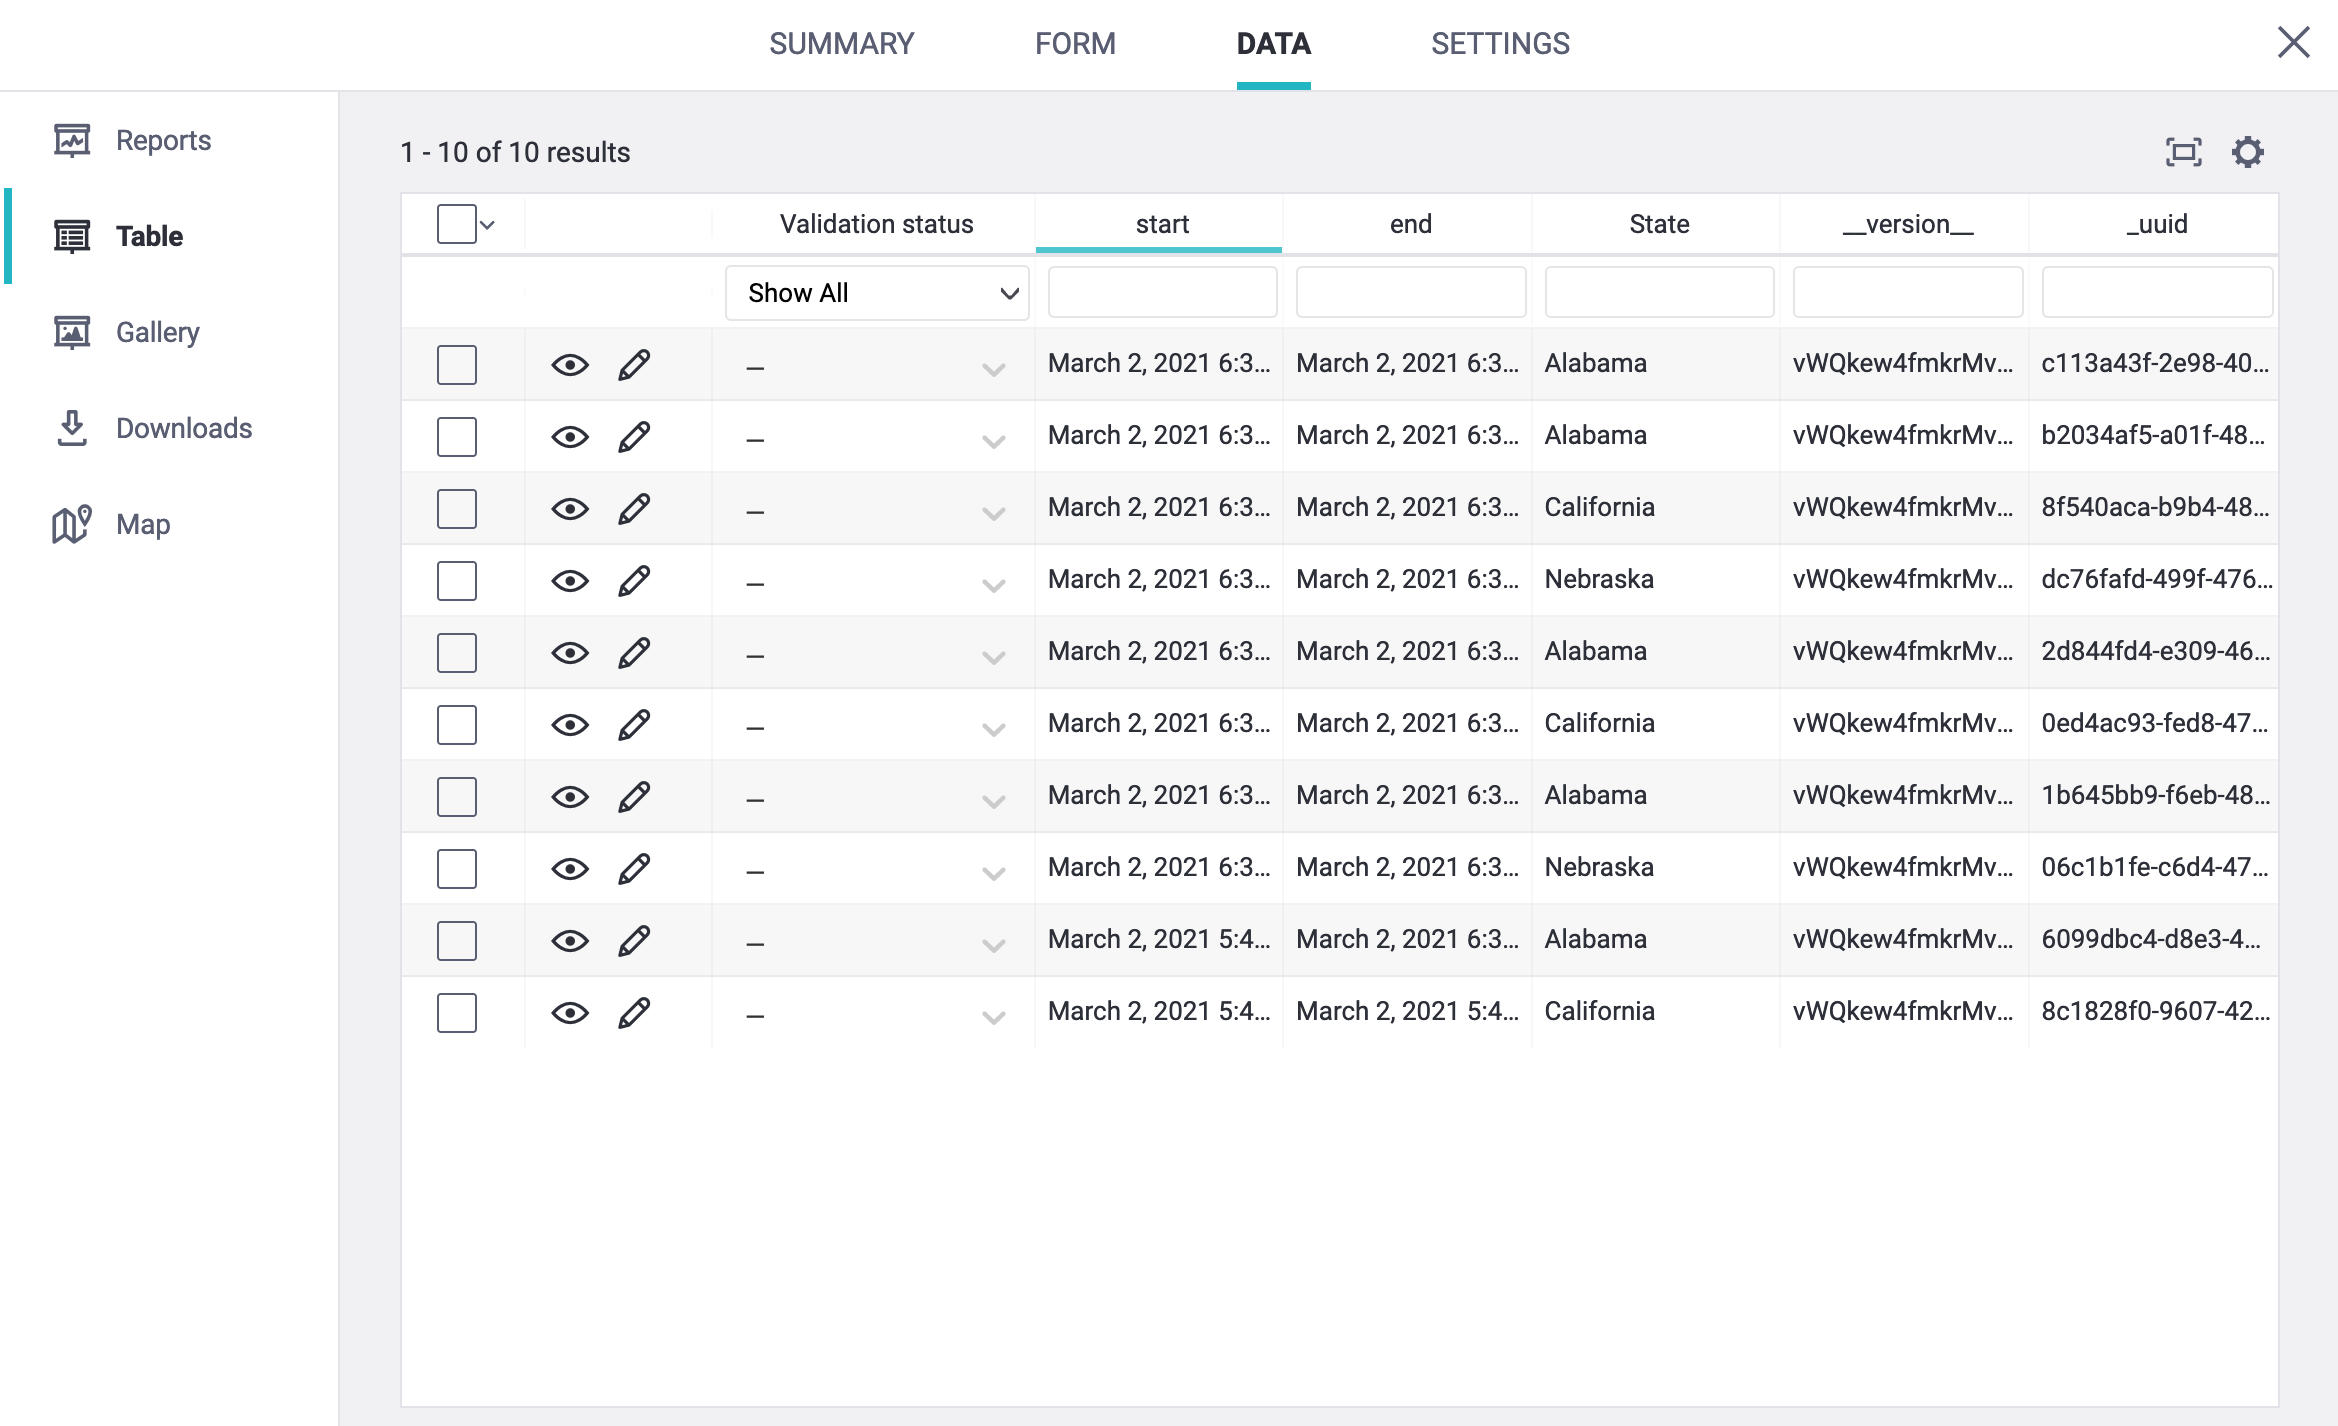 SUMMARY FORM DATA SETTINGS
Reports
Table
Gallery
Downloads
Map
1 - 10 of 10 results
Validation status start end State __version__ _uuid
Show All
– March 2, 2021 6:3... March 2, 2021 6:3... Alabama vWQkew4fmkrMv... c113a43f-2e98-40...
– March 2, 2021 6:3... March 2, 2021 6:3... Alabama vWQkew4fmkrMv... b2034af5-a01f-48...
– March 2, 2021 6:3... March 2, 2021 6:3... California vWQkew4fmkrMv... 8f540aca-b9b4-48...
– March 2, 2021 6:3... March 2, 2021 6:3... Nebraska vWQkew4fmkrMv... dc76fafd-499f-476...
– March 2, 2021 6:3... March 2, 2021 6:3... Alabama vWQkew4fmkrMv... 2d844fd4-e309-46...
– March 2, 2021 6:3... March 2, 2021 6:3... California vWQkew4fmkrMv... 0ed4ac93-fed8-47...
– March 2, 2021 6:3... March 2, 2021 6:3... Alabama vWQkew4fmkrMv... 1b645bb9-f6eb-48...
– March 2, 2021 6:3... March 2, 2021 6:3... Nebraska vWQkew4fmkrMv... 06c1b1fe-c6d4-47...
– March 2, 2021 5:4... March 2, 2021 6:3... Alabama vWQkew4fmkrMv... 6099dbc4-d8e3-4...
– March 2, 2021 5:4... March 2, 2021 5:4... California vWQkew4fmkrMv... 8c1828f0-9607-42...